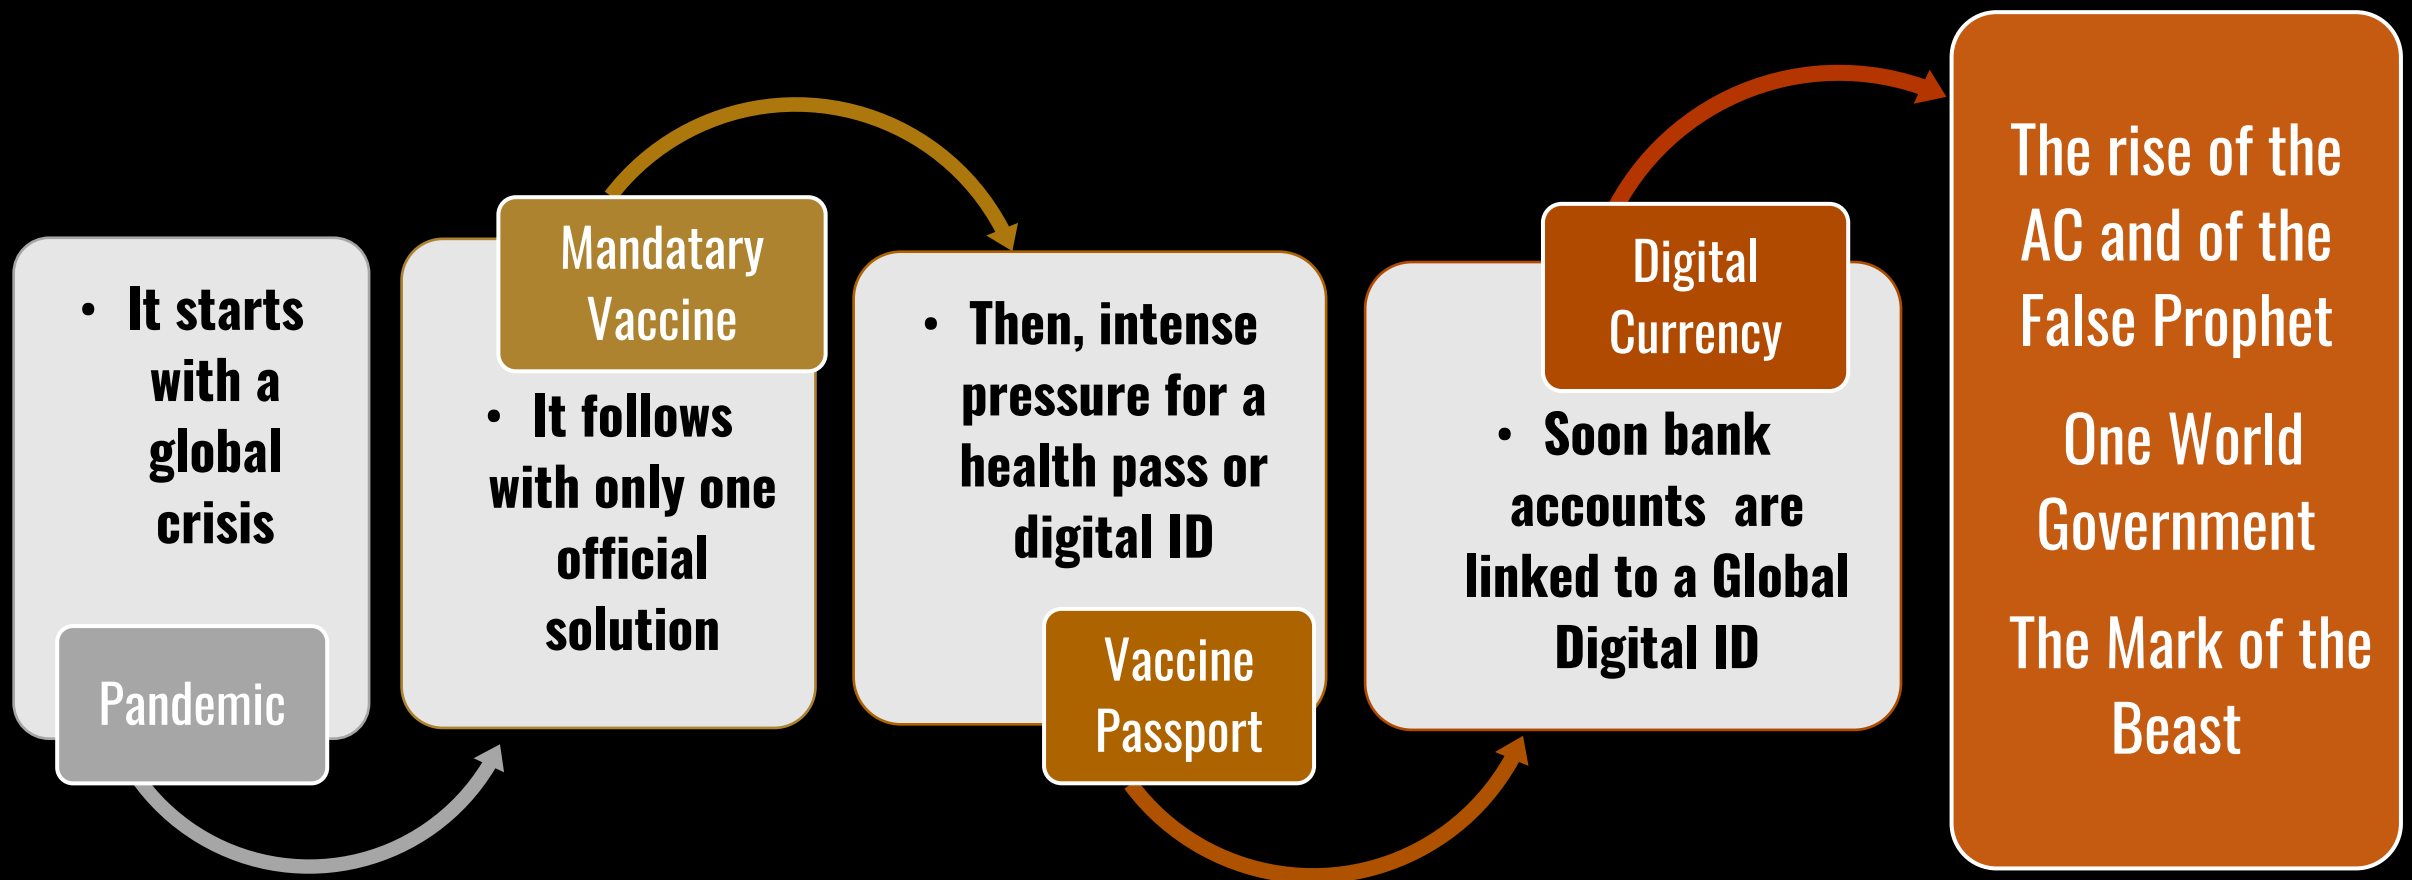 • It starts
with a
global
crisis
Pandemic
Mandatary
Vaccine
• It follows
with only one
official
solution
• Then, intense
pressure for a
health pass or
digital ID
Vaccine
Passport
Digital
Currency
• Soon bank
accounts  are
linked to a Global
Digital ID
The rise of the
AC and of the
False Prophet
One World
Government
The Mark of the
Beast